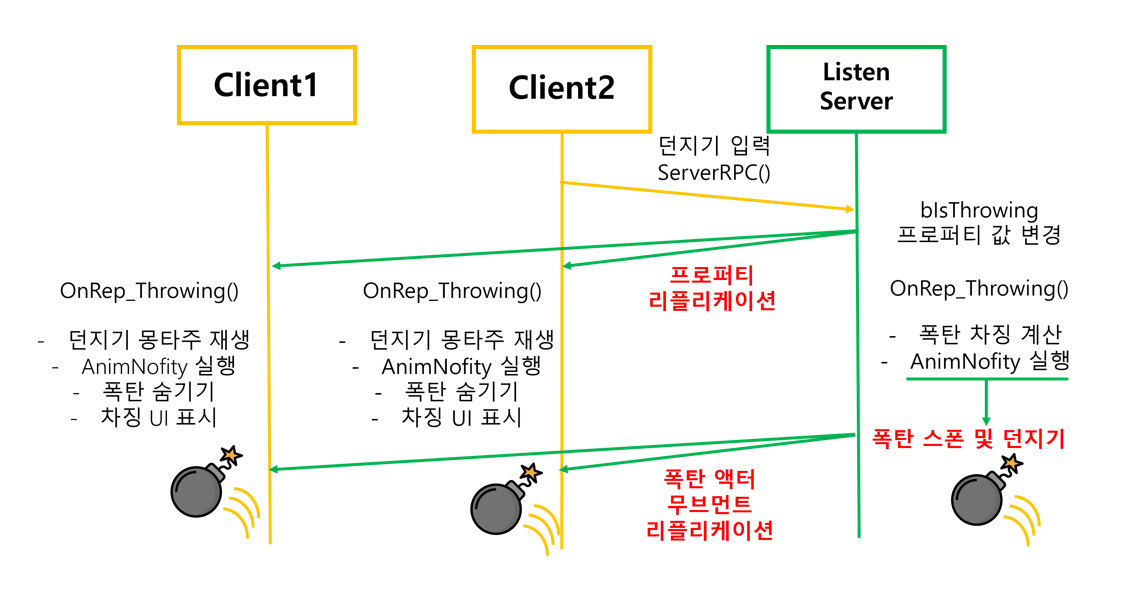 Client1
Client2
Listen
Server
던지기 입력
ServerRPC()
bIsThrowing
프로퍼티 값 변경
프로퍼티
리플리케이션
OnRep_Throwing()
- 던지기 몽타주 재생
- AnimNofity 실행
- 폭탄 숨기기
- 차징 UI 표시
OnRep_Throwing()
- 던지기 몽타주 재생
- AnimNofity 실행
- 폭탄 숨기기
- 차징 UI 표시
OnRep_Throwing()
- 폭탄 차징 계산
- AnimNofity 실행
폭탄 스폰 및 던지기
폭탄 액터
무브먼트
리플리케이션